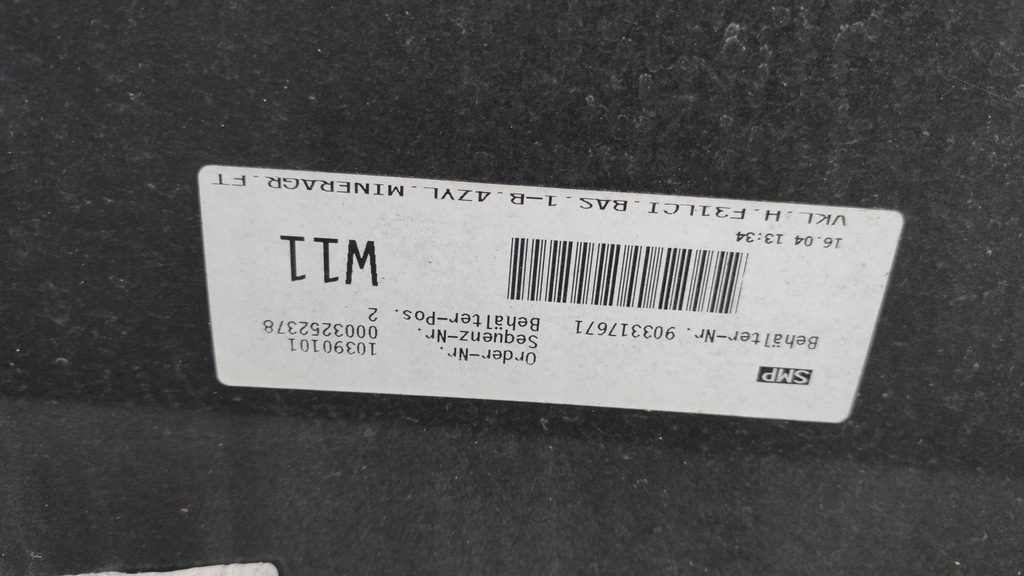 SMP
Order-Nr. 10390101
Sequenz-Nr. 0003252378
Behälter-Nr. 903317671 Behälter-Pos. 2
W11
16.04 13:34
VKL.H.F31LCI.BAS.1-B.4ZYL.MINERAGR.FT